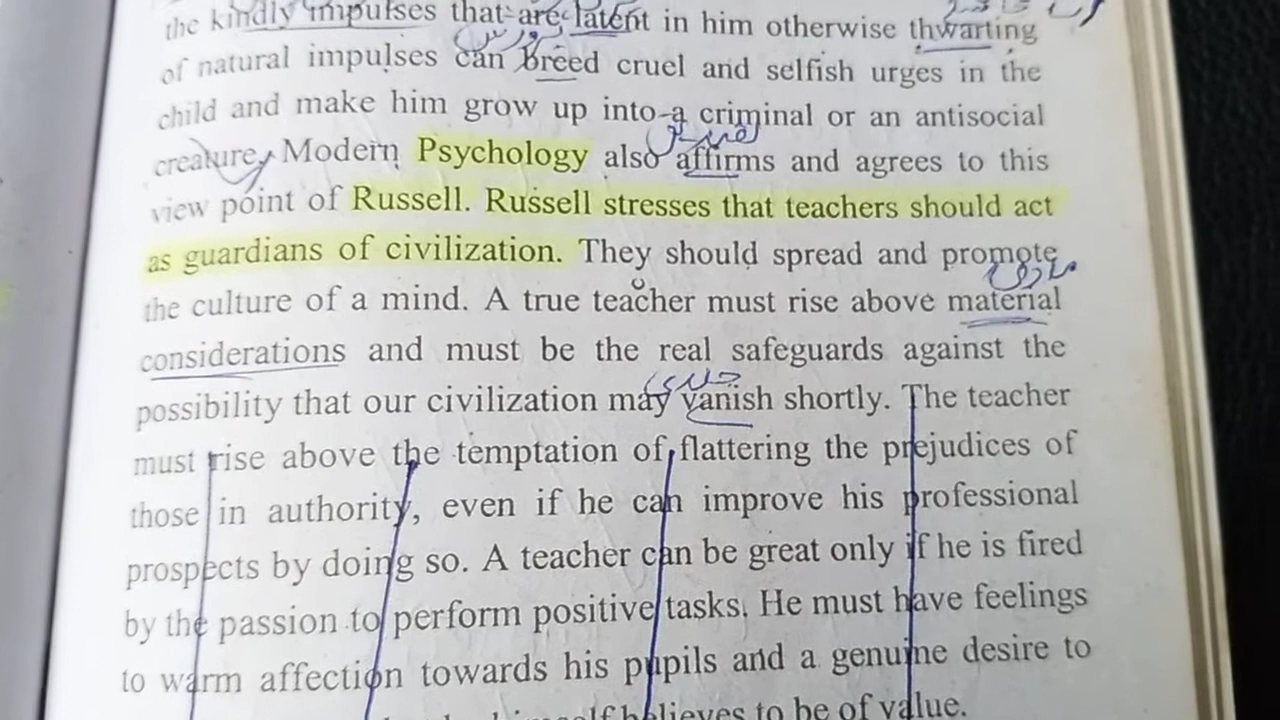 the kindly impulses that are latent in him otherwise thwarting
of natural impulses can breed cruel and selfish urges in the
child and make him grow up into a criminal or an antisocial
creature. Modern Psychology also affirms and agrees to this
view point of Russell. Russell stresses that teachers should act
as guardians of civilization. They should spread and promote
the culture of a mind. A true teacher must rise above material
considerations and must be the real safeguards against the
possibility that our civilization may vanish shortly. The teacher
must rise above the temptation of flattering the prejudices of
those in authority, even if he can improve his professional
prospects by doing so. A teacher can be great only if he is fired
by the passion to perform positive tasks. He must have feelings
to warm affection towards his pupils and a genuine desire to
believes to be of value.